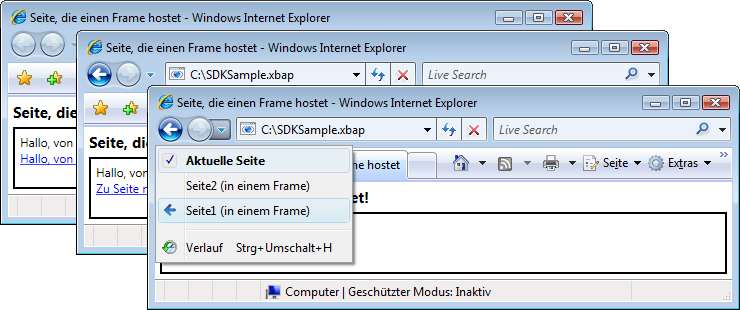 Seite, die einen Frame hostet - Windows Internet Explorer
Seite, die
Hallo, von
Hallo, von
Seite, die einen Frame hostet - Windows Internet Explorer
C:\SDKSample.xbap
Live Search
Seite, die
Hallo, von
Zu Seite
Seite, die einen Frame hostet - Windows Internet Explorer
C:\SDKSample.xbap
Live Search
Aktuelle Seite
Seite2 (in einem Frame)
Seite1 (in einem Frame)
Verlauf Strg+Umschalt+H
me hostet
Seite
Extras
et!
Computer | Geschützter Modus: Inaktiv